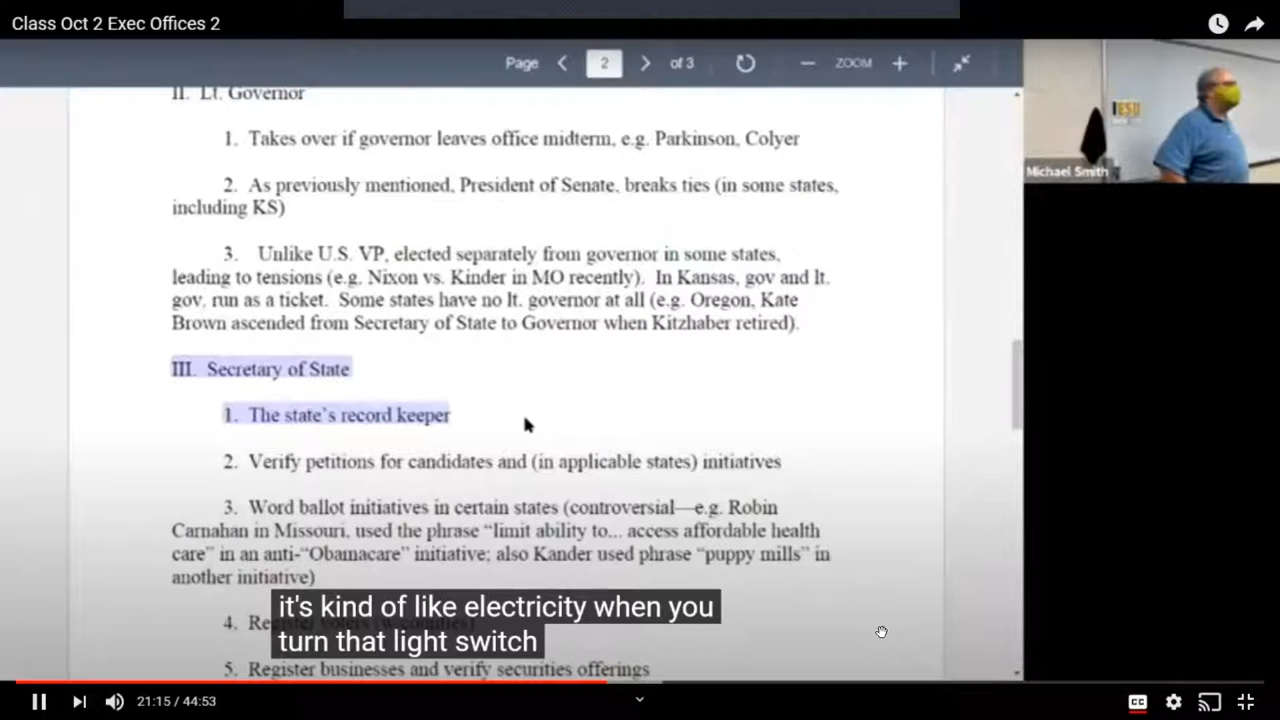 Class Oct 2 Exec Offices 2
Page 2 of 3 ZOOM
II. Lt. Governor
1. Takes over if governor leaves office midterm, e.g. Parkinson, Colyer
2. As previously mentioned, President of Senate, breaks ties (in some states,
including KS)
3. Unlike U.S. VP, elected separately from governor in some states,
leading to tensions (e.g. Nixon vs. Kinder in MO recently). In Kansas, gov and lt.
gov. run as a ticket. Some states have no lt. governor at all (e.g. Oregon, Kate
Brown ascended from Secretary of State to Governor when Kitzhaber retired).
III. Secretary of State
1. The state's record keeper
2. Verify petitions for candidates and (in applicable states) initiatives
3. Word ballot initiatives in certain states (controversial—e.g. Robin
Carnahan in Missouri, used the phrase “limit ability to... access affordable health
care” in an anti-“Obamacare” initiative; also Kander used phrase “puppy mills” in
another initiative)
4.
5. Register businesses and verify securities offerings
it's kind of like electricity when you
turn that light switch
ESU
Michael Smith
21:15 / 44:53
CC